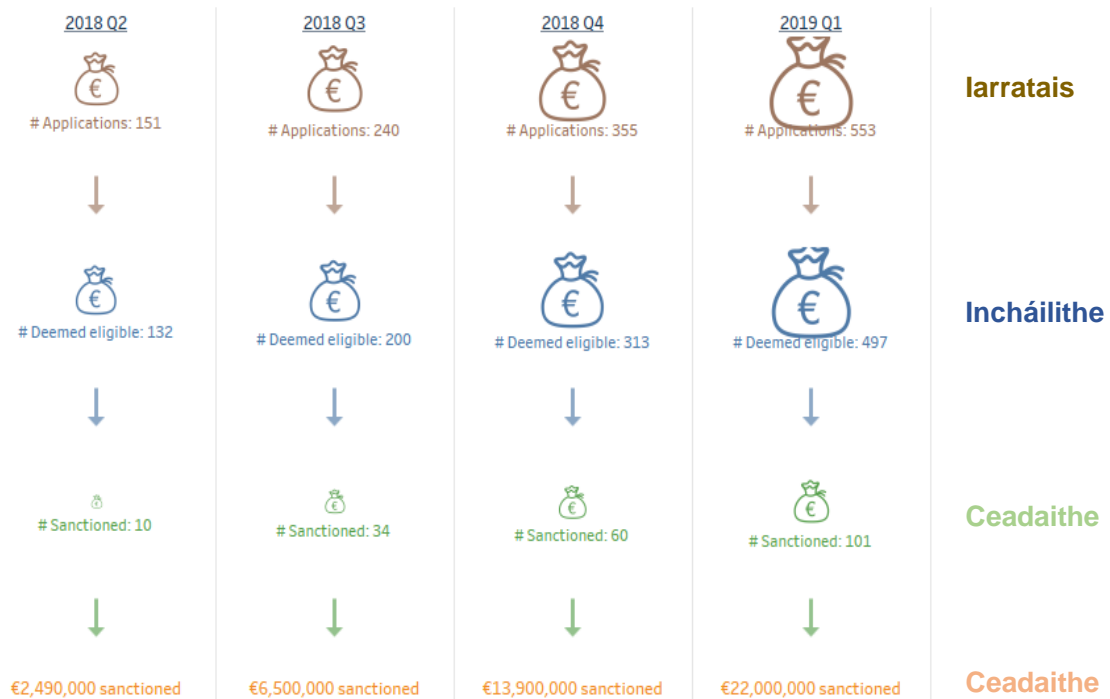 2018 Q2
2018 Q3
2018 Q4
2019 Q1
# Applications: 151
# Applications: 240
# Applications: 355
# Applications: 553
Iarratais
# Deemed eligible: 132
# Deemed eligible: 200
# Deemed eligible: 313
# Deemed eligible: 497
Incháilithe
# Sanctioned: 10
# Sanctioned: 34
# Sanctioned: 60
# Sanctioned: 101
Ceadaithe
€2,490,000 sanctioned
€6,500,000 sanctioned
€13,900,000 sanctioned
€22,000,000 sanctioned
Ceadaithe